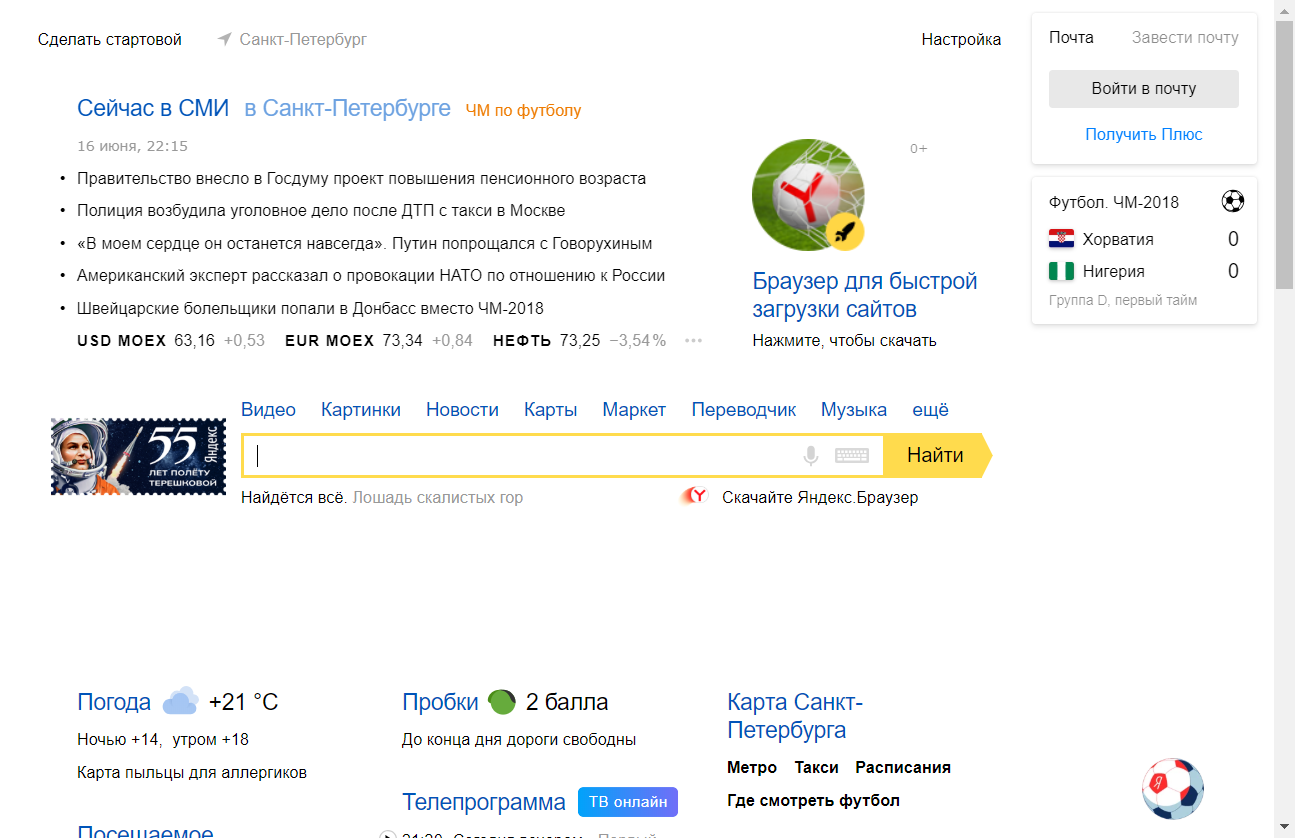 Сделать стартовой
Санкт-Петербург
Настройка
Почта
Завести почту
Войти в почту
Получить Плюс
Сейчас в СМИ в Санкт-Петербурге ЧМ по футболу
16 июня, 22:15
• Правительство внесло в Госдуму проект повышения пенсионного возраста
• Полиция возбудила уголовное дело после ДТП с такси в Москве
• «В моем сердце он останется навсегда». Путин попрощался с Говорухиным
• Американский эксперт рассказал о провокации НАТО по отношению к России
• Швейцарские болельщики попали в Донбасс вместо ЧМ-2018
USD MOEX 63,16 +0,53 EUR MOEX 73,34 +0,84 НЕФТЬ 73,25 −3,54% •••
0+
Браузер для быстрой
загрузки сайтов
Нажмите, чтобы скачать
Футбол. ЧМ-2018
Хорватия 0
Нигерия 0
Группа D, первый тайм
55
ЛЕТ ПОЛЁТУ
ТЕРЕШКОВОЙ
Яндекс
Видео Картинки Новости Карты Маркет Переводчик Музыка ещё
Найти
Найдётся всё. Лошадь скалистых гор
Y Скачайте Яндекс.Браузер
Погода +21 °C
Ночью +14, утром +18
Карта пыльцы для аллергиков
Посещаемое
Пробки 2 балла
До конца дня дороги свободны
Телепрограмма ТВ онлайн
21:20 Сегодня вечером Первый
Карта Санкт-
Петербурга
Метро Такси Расписания
Где смотреть футбол
Я